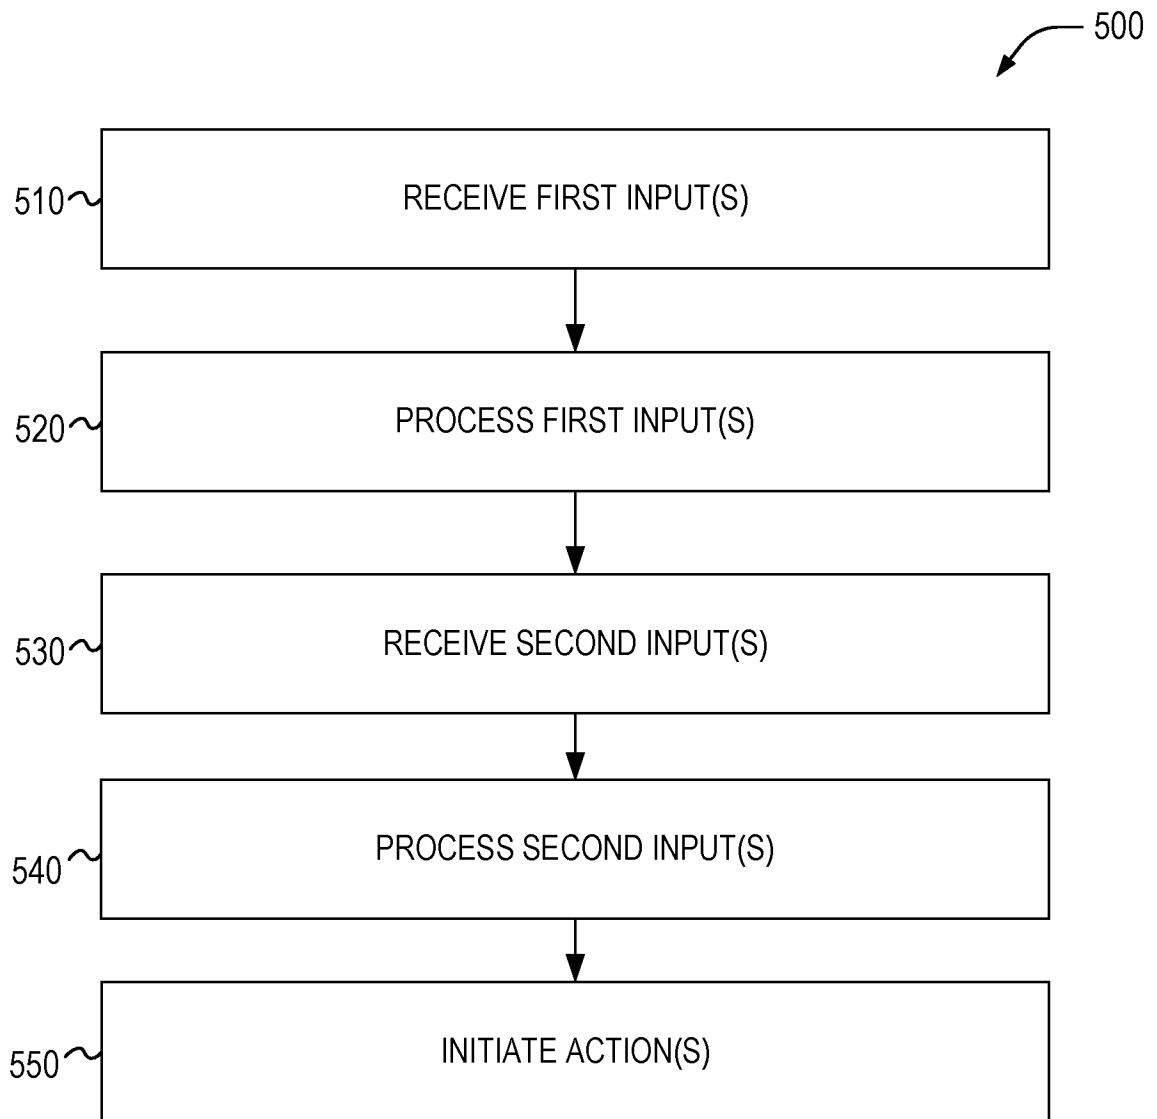 500
510
RECEIVE FIRST INPUT(S)
520
PROCESS FIRST INPUT(S)
530
RECEIVE SECOND INPUT(S)
540
PROCESS SECOND INPUT(S)
550
INITIATE ACTION(S)